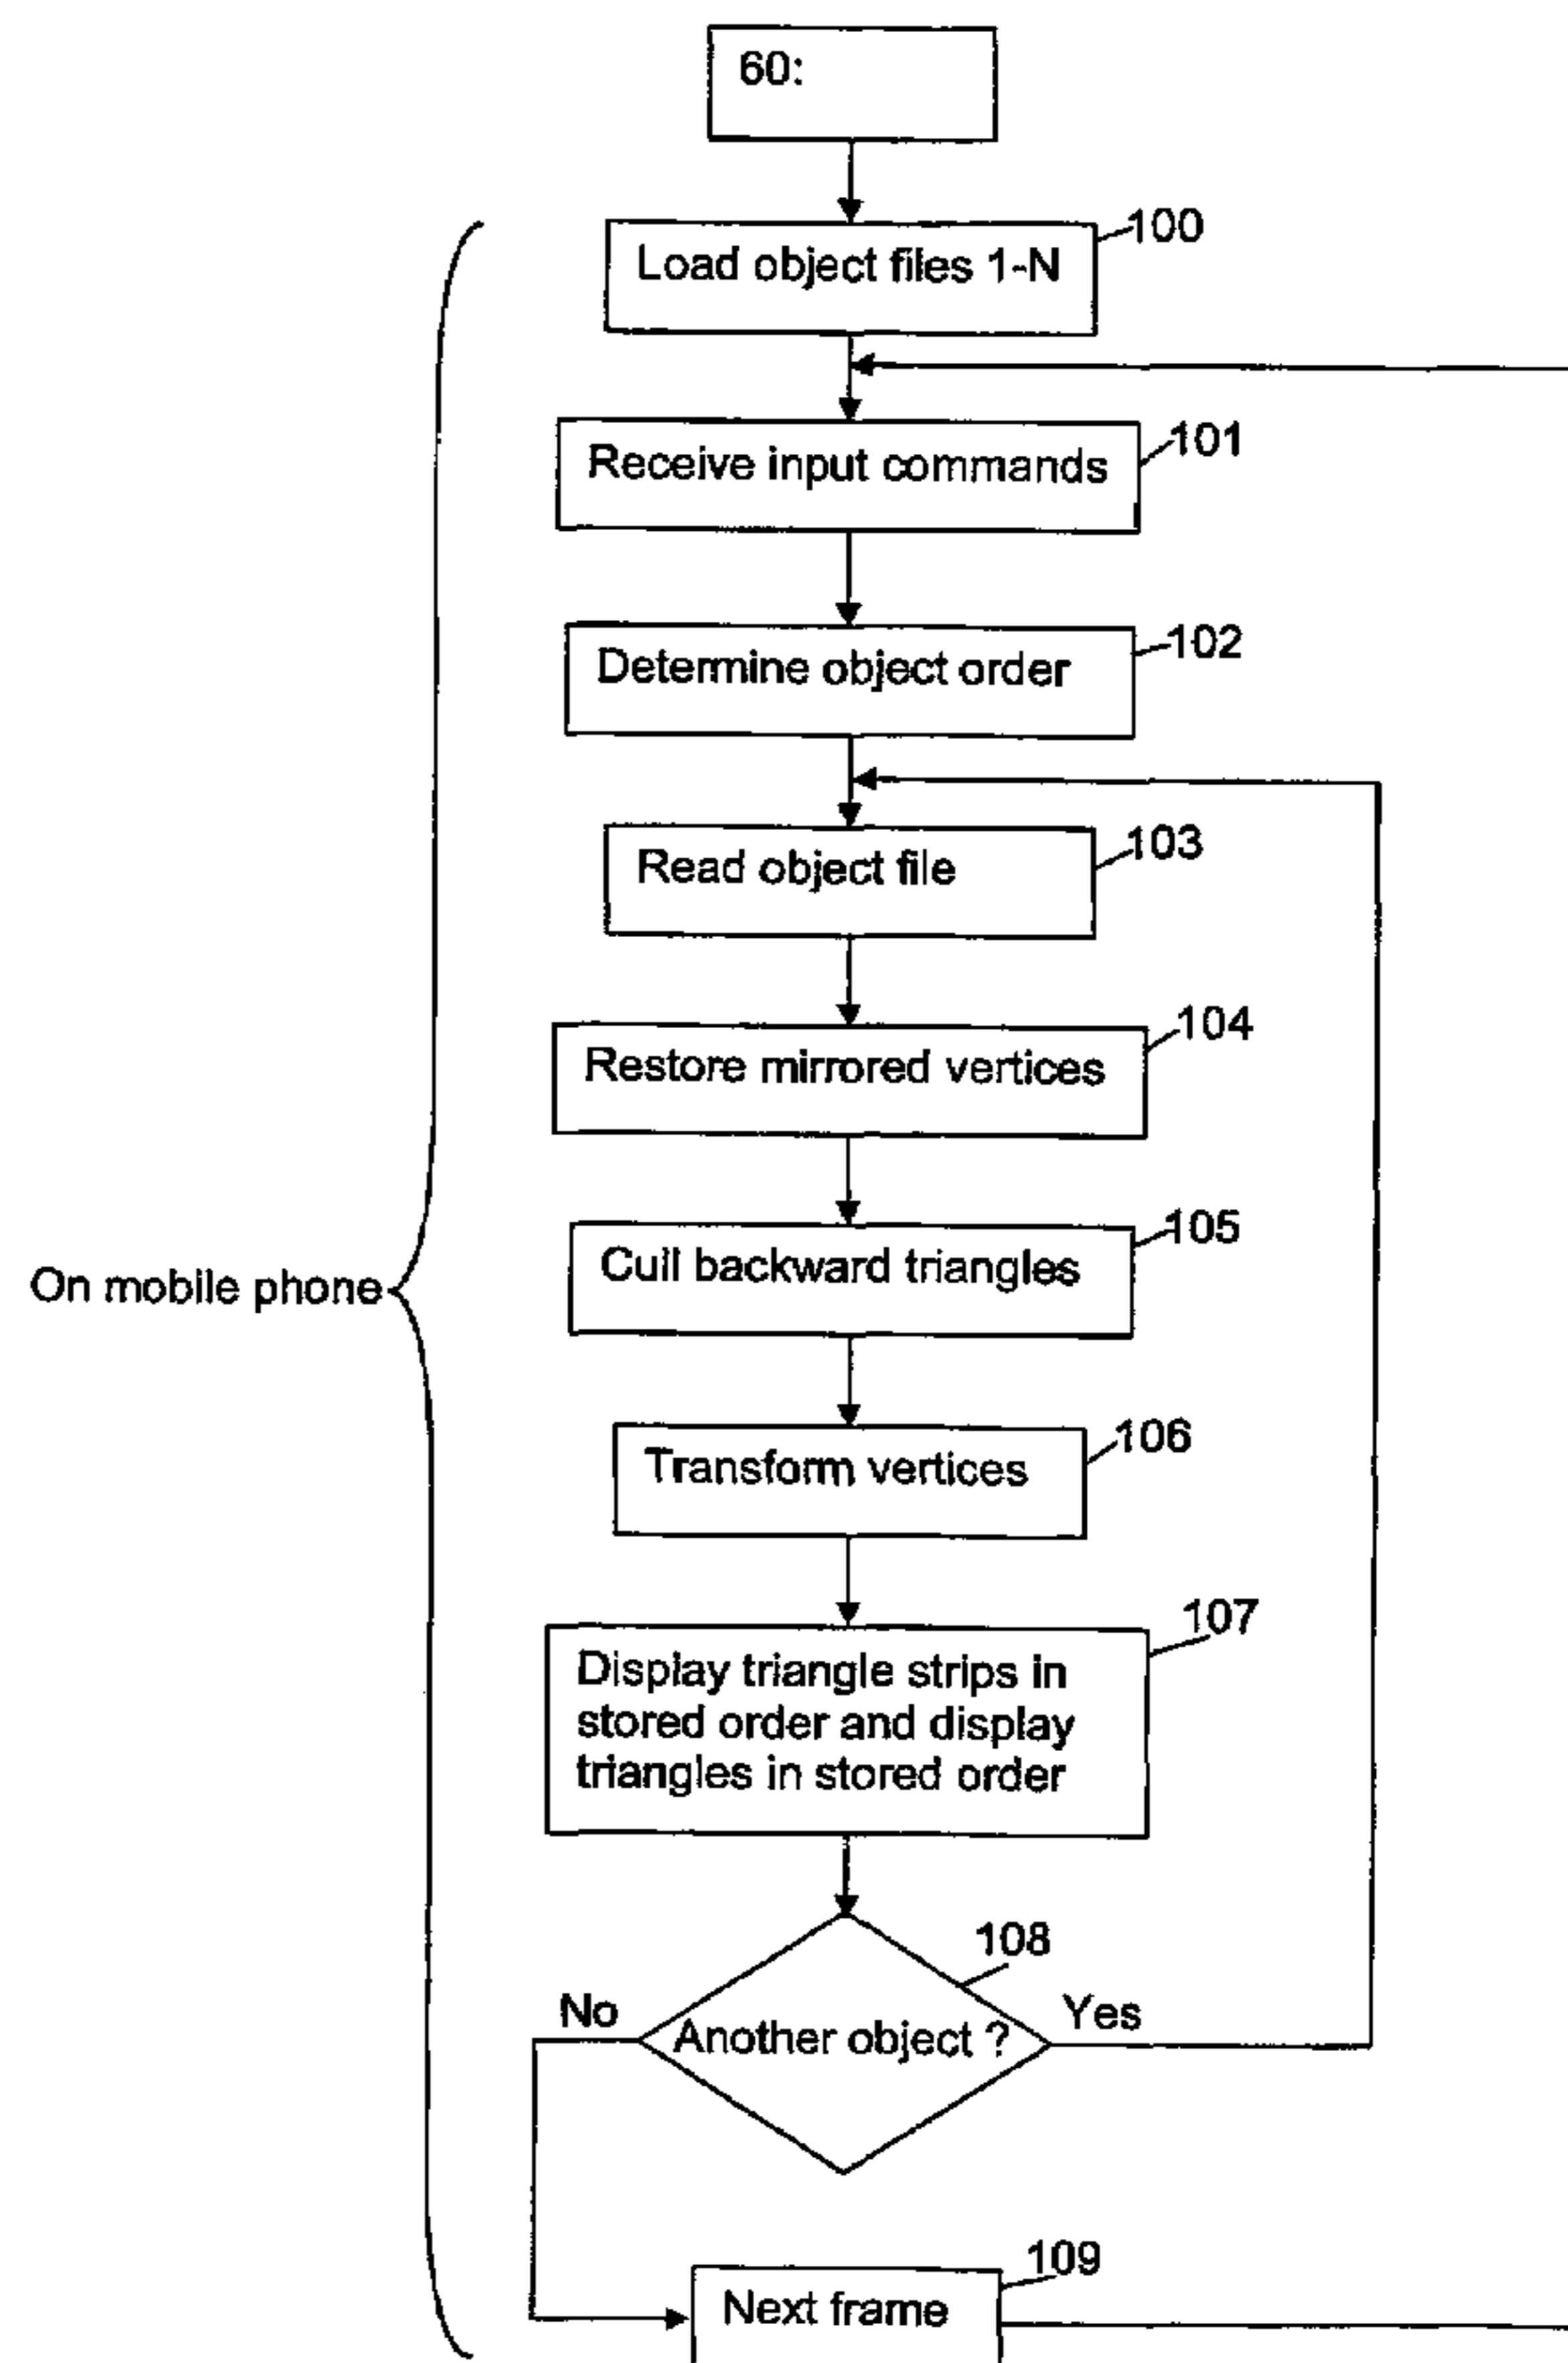 60:
100
Load object files 1-N
101
Receive input commands
102
Determine object order
103
Read object file
104
Restore mirrored vertices
105
Cull backward triangles
On mobile phone
106
Transform vertices
107
Display triangle strips in
stored order and display
triangles in stored order
108
No
Yes
Another object ?
109
Next frame